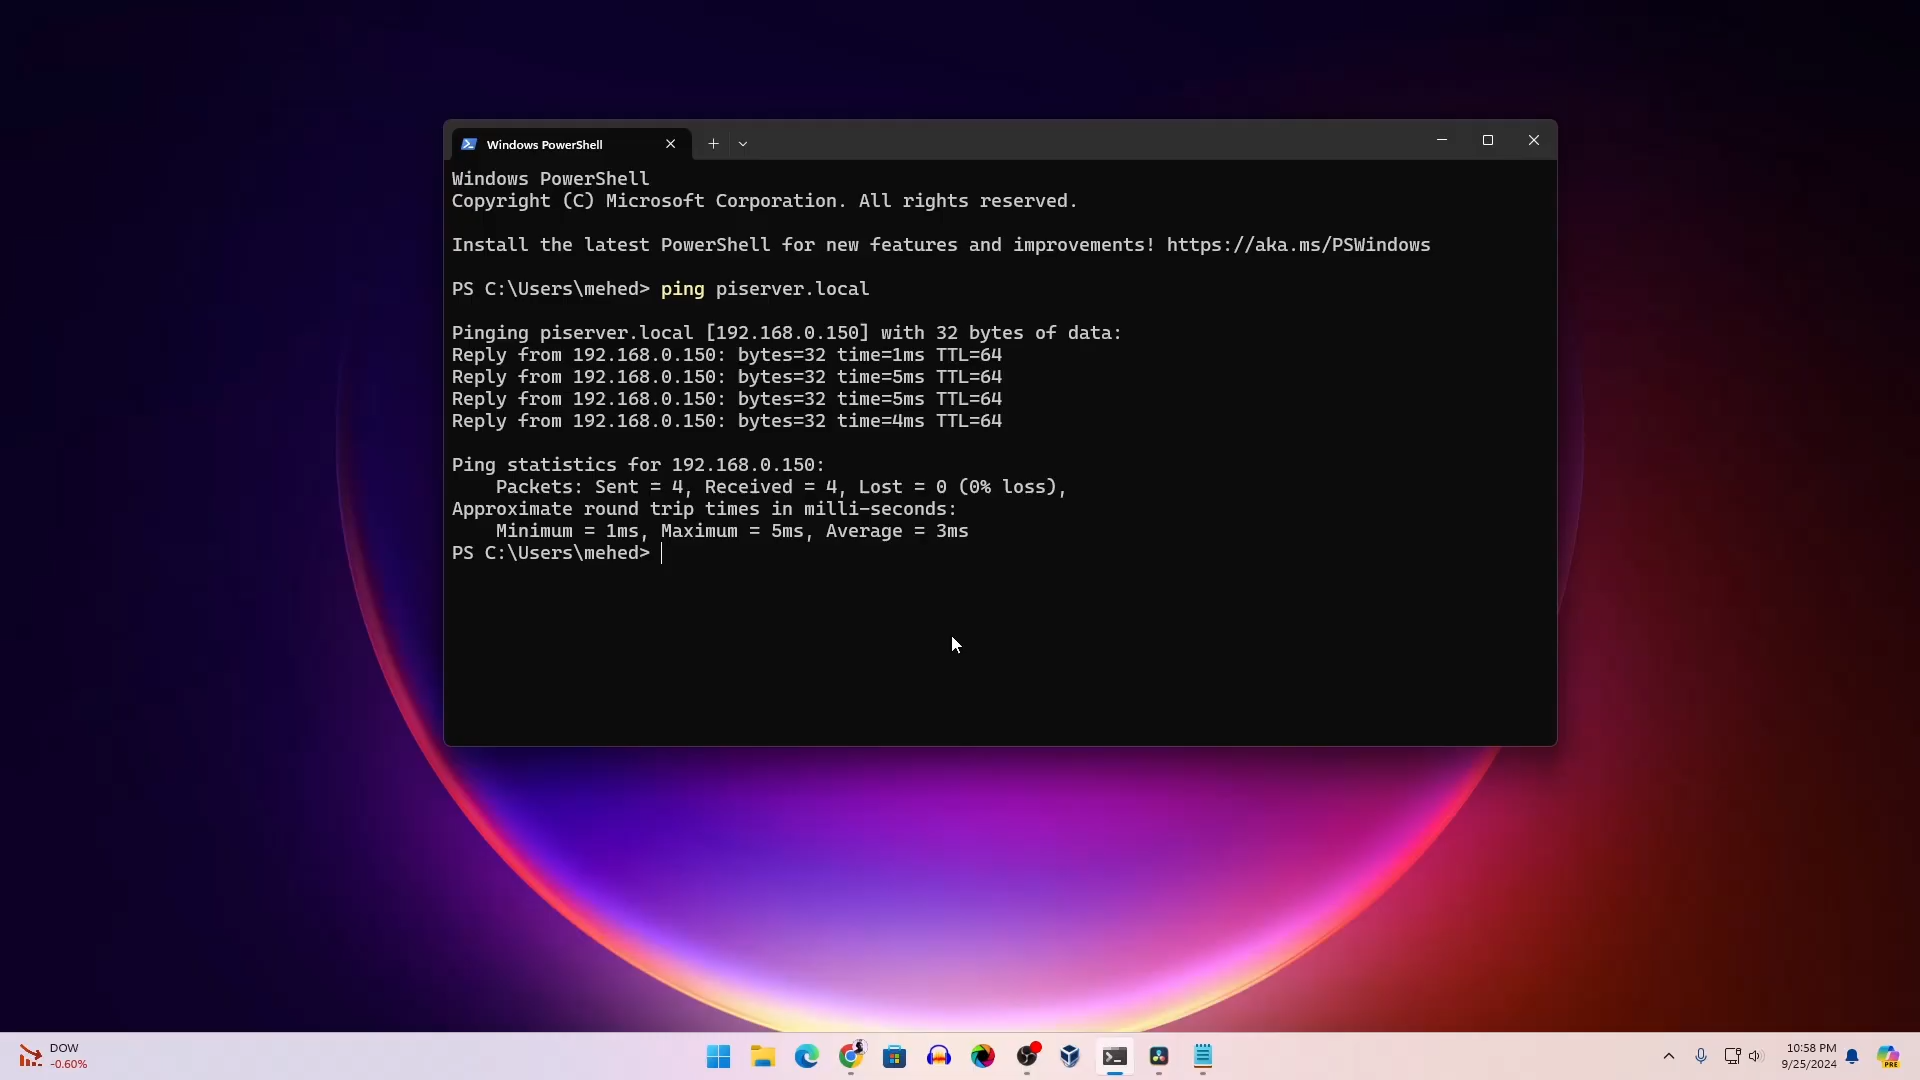 Windows PowerShell
Windows PowerShell
Copyright (C) Microsoft Corporation. All rights reserved.
Install the latest PowerShell for new features and improvements! https://aka.ms/PSWindows
PS C:\Users\mehed> ping piserver.local
Pinging piserver.local [192.168.0.150] with 32 bytes of data:
Reply from 192.168.0.150: bytes=32 time=1ms TTL=64
Reply from 192.168.0.150: bytes=32 time=5ms TTL=64
Reply from 192.168.0.150: bytes=32 time=5ms TTL=64
Reply from 192.168.0.150: bytes=32 time=4ms TTL=64
Ping statistics for 192.168.0.150:
    Packets: Sent = 4, Received = 4, Lost = 0 (0% loss),
Approximate round trip times in milli-seconds:
    Minimum = 1ms, Maximum = 5ms, Average = 3ms
PS C:\Users\mehed>
DOW
-0.60%
10:58 PM
9/25/2024
PRE